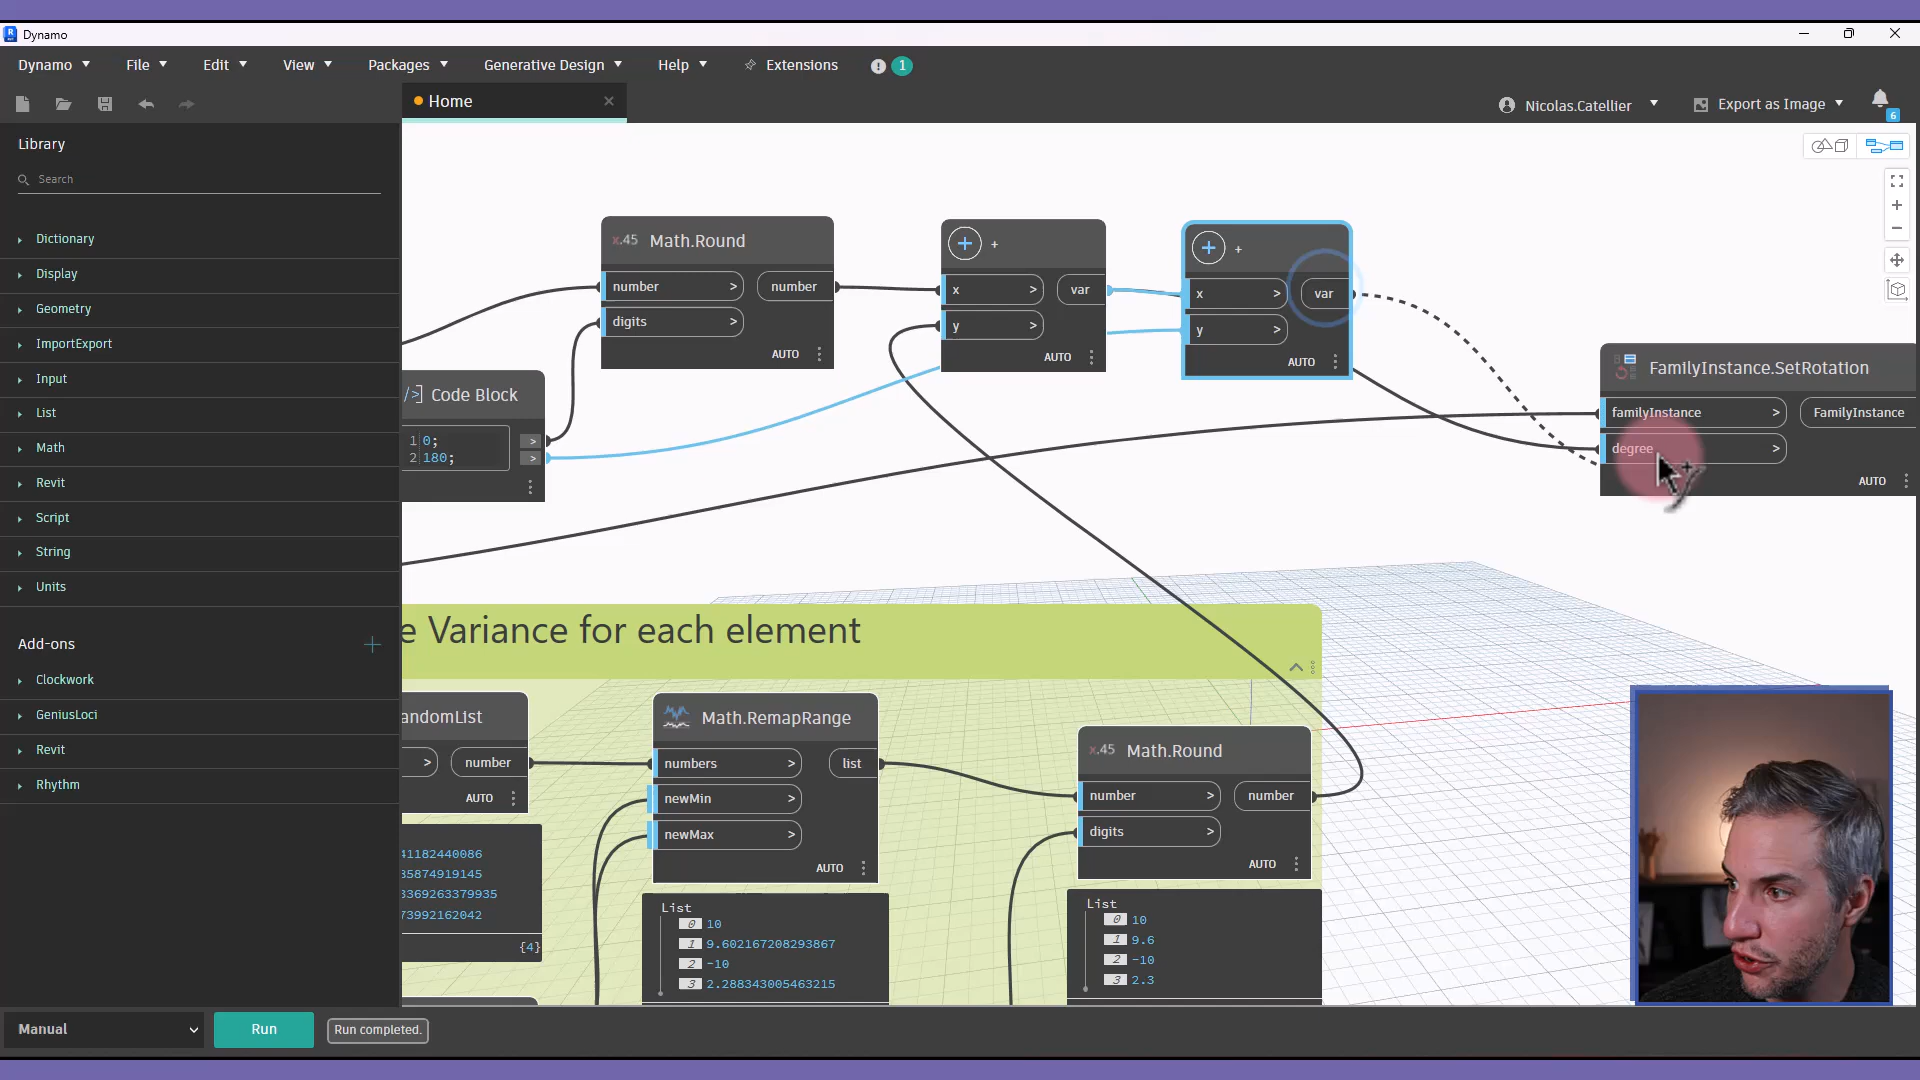 Dynamo
Dynamo File Edit View Packages Generative Design Help Extensions 1
Home
Nicolas.Catellier Export as Image 6
Library
Search
Dictionary
Display
Geometry
ImportExport
Input
List
Math
Revit
Script
String
Units
Add-ons
Clockwork
GeniusLoci
Revit
Rhythm
x.45 Math.Round
number > number
digits >
AUTO
+
x > var
y >
AUTO
+
x > var
y >
AUTO
Code Block
1 0; >
2 180; >
FamilyInstance.SetRotation
familyInstance > FamilyInstance
degree >
AUTO
e Variance for each element
andomList
> number
AUTO
41182440086
85874919145
3369263379935
73992162042
{4}
Math.RemapRange
numbers > list
newMin >
newMax >
AUTO
List
0 10
1 9.602167208293867
2 -10
3 2.288343005463215
x.45 Math.Round
number > number
digits >
AUTO
List
0 10
1 9.6
2 -10
3 2.3
Manual Run Run completed.